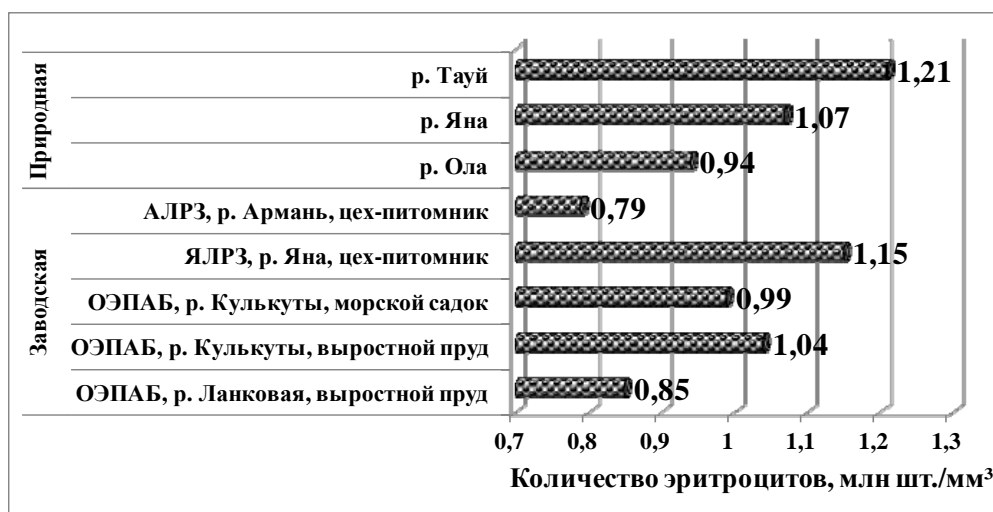 Природная
р. Тауй
1,21
р. Яна
1,07
р. Ола
0,94
Заводская
АЛРЗ, р. Армань, цех-питомник
0,79
ЯЛРЗ, р. Яна, цех-питомник
1,15
ОЭПАБ, р. Кулькуты, морской садок
0,99
ОЭПАБ, р. Кулькуты, выростной пруд
1,04
ОЭПАБ, р. Ланковая, выростной пруд
0,85
0,7 0,8 0,9 1 1,1 1,2 1,3
Количество эритроцитов, млн шт./мм³